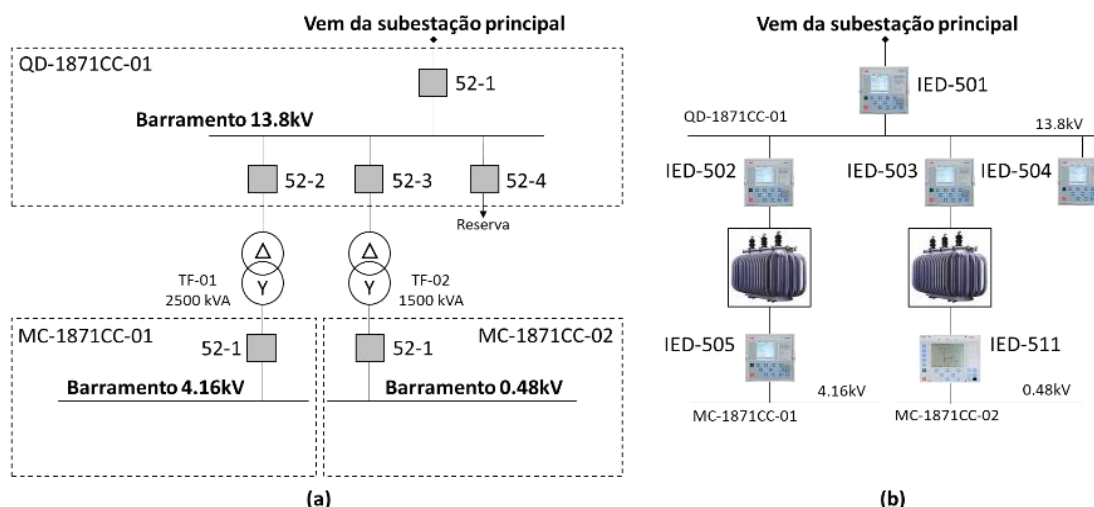 Vem da subestação principal
QD-1871CC-01
52-1
Barramento 13.8kV
52-2
52-3
52-4
Reserva
Δ
Y
TF-01
2500 kVA
Δ
Y
TF-02
1500 kVA
MC-1871CC-01
52-1
Barramento 4.16kV
MC-1871CC-02
52-1
Barramento 0.48kV
(a)
Vem da subestação principal
IED-501
QD-1871CC-01
13.8kV
IED-502
IED-503
IED-504
IED-505
IED-511
4.16kV
0.48kV
MC-1871CC-01
MC-1871CC-02
(b)